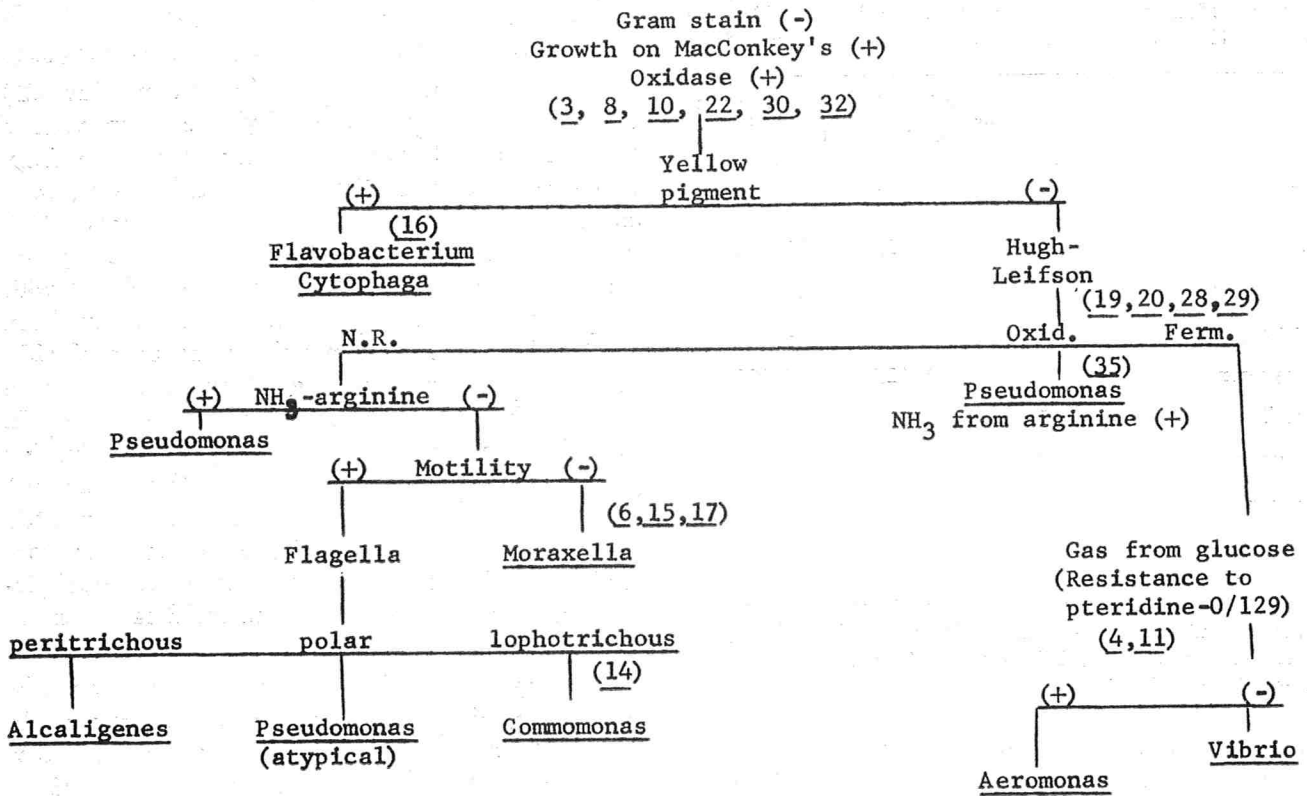 Gram stain (-)
Growth on MacConkey's (+)
Oxidase (+)
(3, 8, 10, 22, 30, 32)
Yellow
pigment
(+)
(-)
(16)
Flavobacterium
Cytophaga
Hugh-
Leifson
(19,20,28,29)
N.R.
Oxid.
Ferm.
(35)
Pseudomonas
NH3 from arginine (+)
(+) NH3-arginine (-)
Pseudomonas
(+) Motility (-)
(6,15,17)
Flagella
Moraxella
Gas from glucose
(Resistance to
pteridine-0/129)
(4,11)
peritrichous polar lophotrichous
(14)
Alcaligenes
Pseudomonas
(atypical)
Commomonas
(+)
(-)
Vibrio
Aeromonas